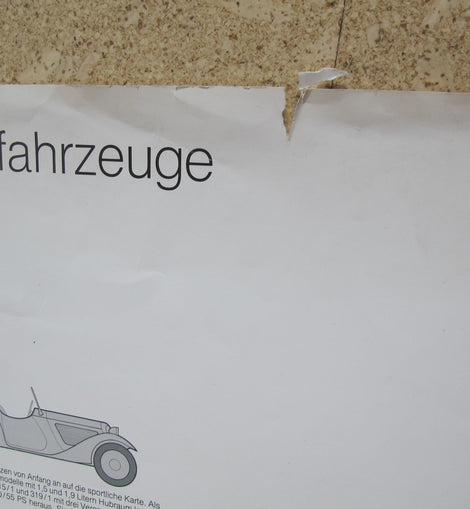 fahrzeuge
zen von Anfang an auf die sportliche Karte. Als
modelle mit 1,5 und 1,9 Litern Hubraum
15/1 und 319/1 mit drei
/55 PS heraus.